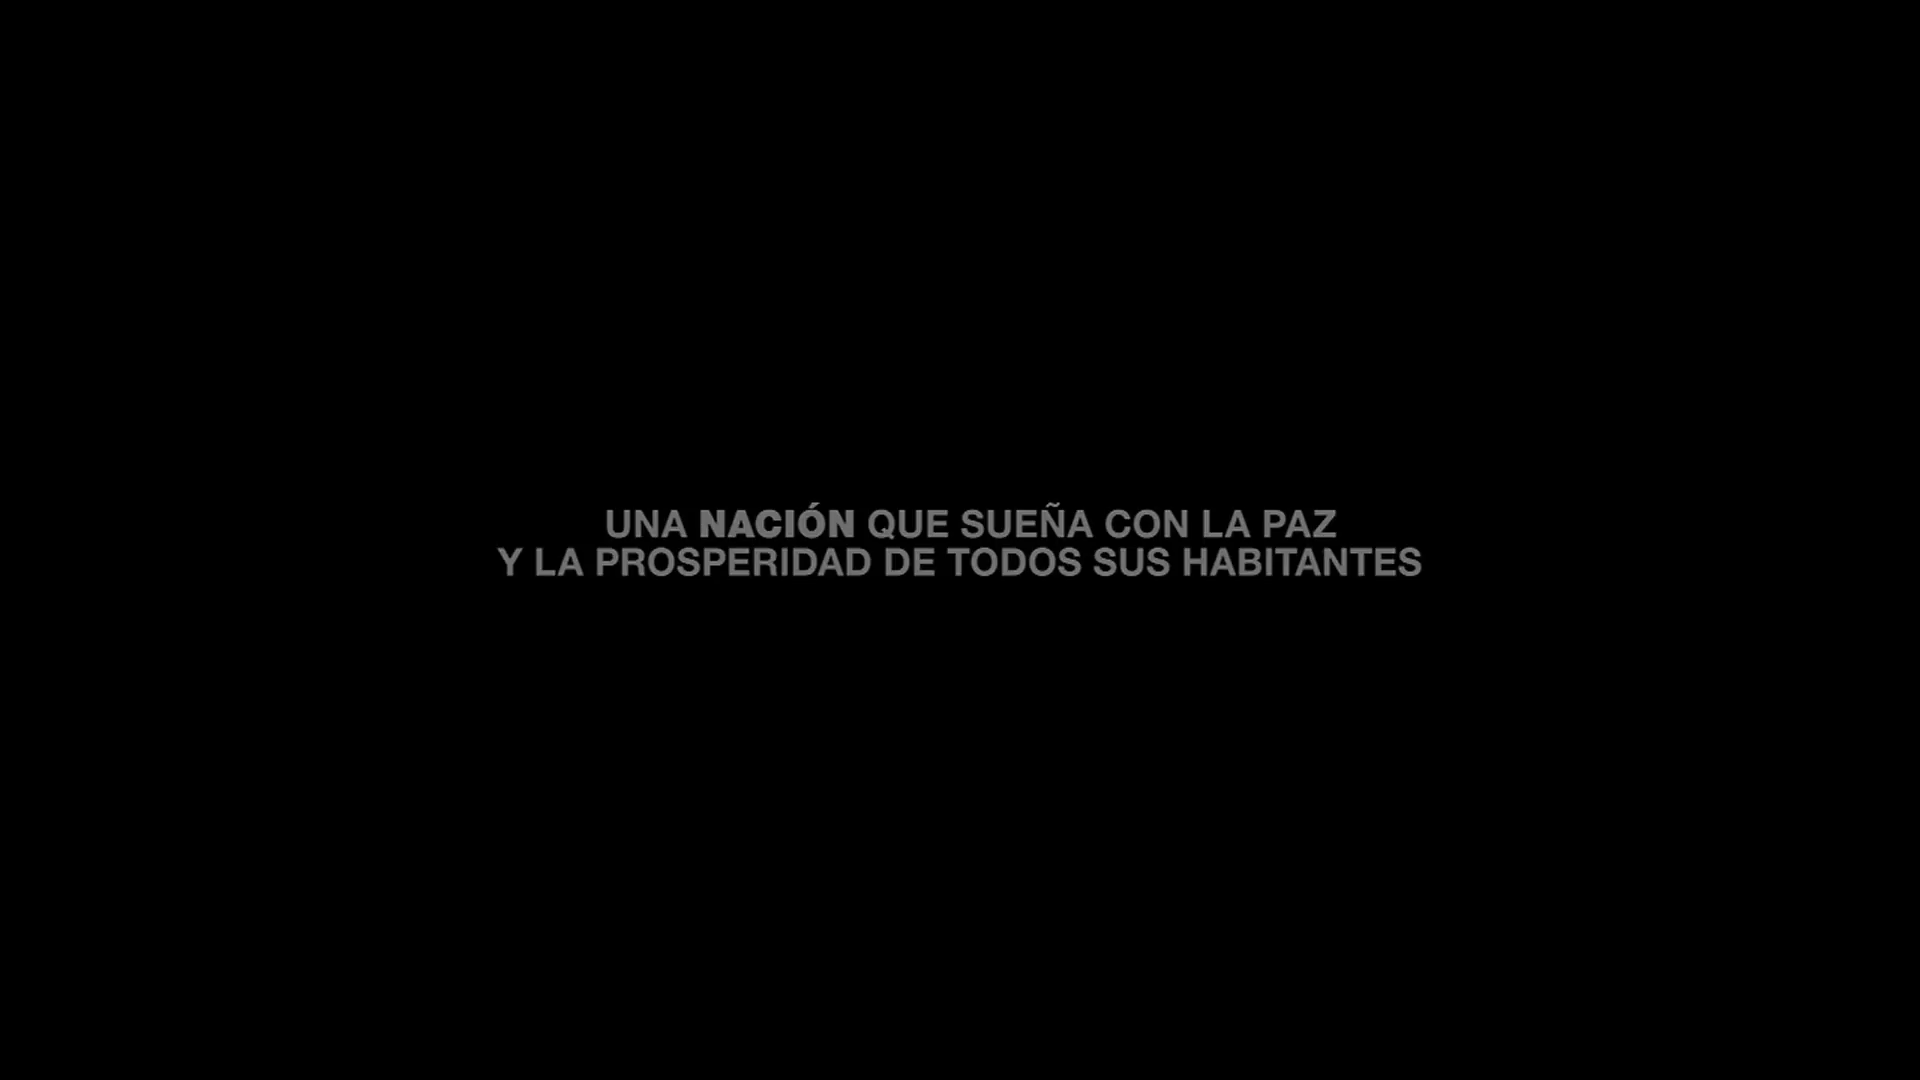 UNA NACIÓN QUE SUEÑA CON LA PAZ
Y LA PROSPERIDAD DE TODOS SUS HABITANTES